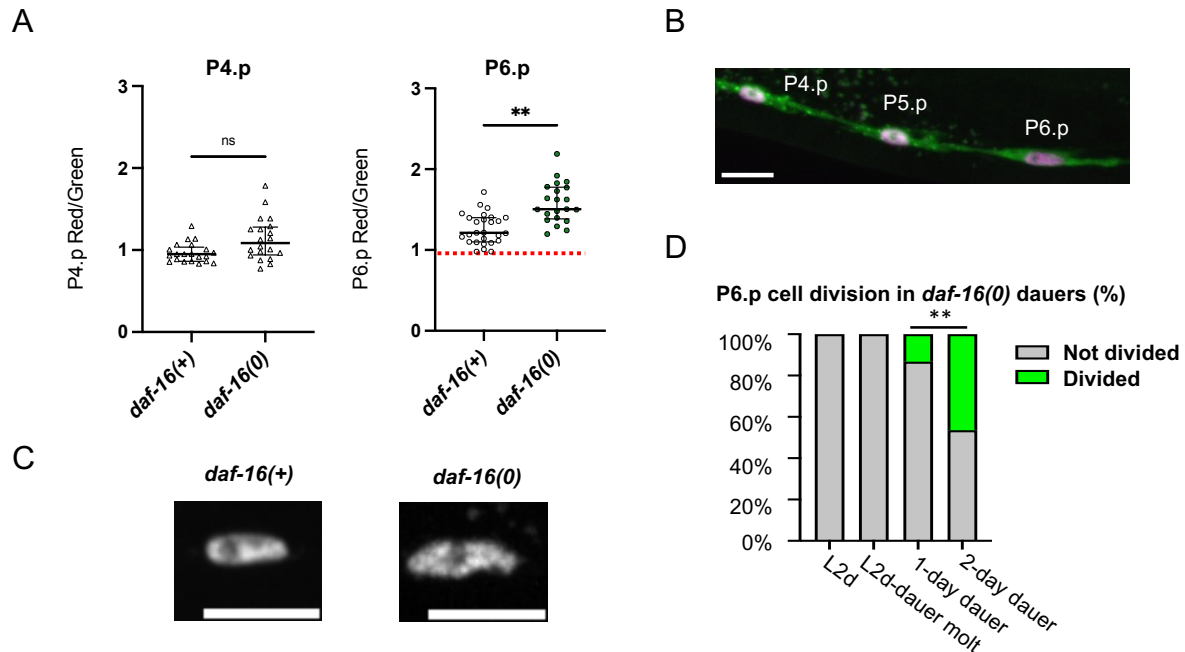 A
P4.p
P4.p Red/Green
3
2
1
0
ns
daf-16(+)
daf-16(0)
P6.p
P6.p Red/Green
3
2
1
0
**
daf-16(+)
daf-16(0)
B
P4.p
P5.p
P6.p
C
daf-16(+)
daf-16(0)
D
P6.p cell division in daf-16(0) dauers (%)
**
100%
80%
60%
40%
20%
0%
L2d
L2d-dauer molt
1-day dauer
2-day dauer
Not divided
Divided